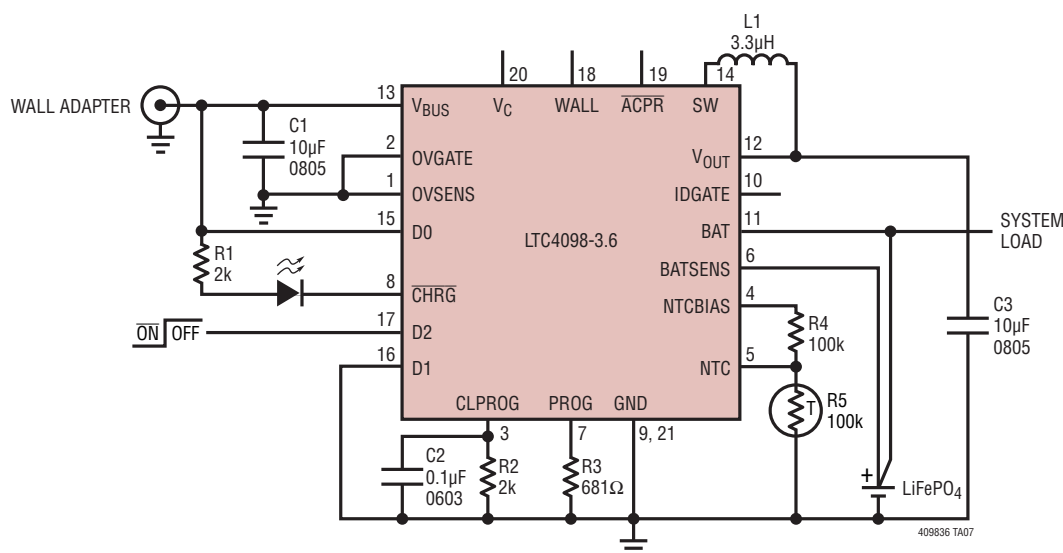 L1
3.3µH
20
18
19
14
WALL ADAPTER
13
VBUS
VC
WALL
ACPR
SW
C1
10µF
0805
2
OVGATE
12
VOUT
1
OVSENS
10
IDGATE
15
D0
LTC4098-3.6
11
BAT
SYSTEM
LOAD
R1
2k
6
BATSENS
8
CHRG
4
NTCBIAS
C3
10µF
0805
ON OFF
17
D2
R4
100k
16
D1
5
NTC
R5
100k
T
CLPROG
PROG
GND
3
7
9, 21
C2
0.1µF
0603
R2
2k
R3
681Ω
+
LiFePO4
409836 TA07